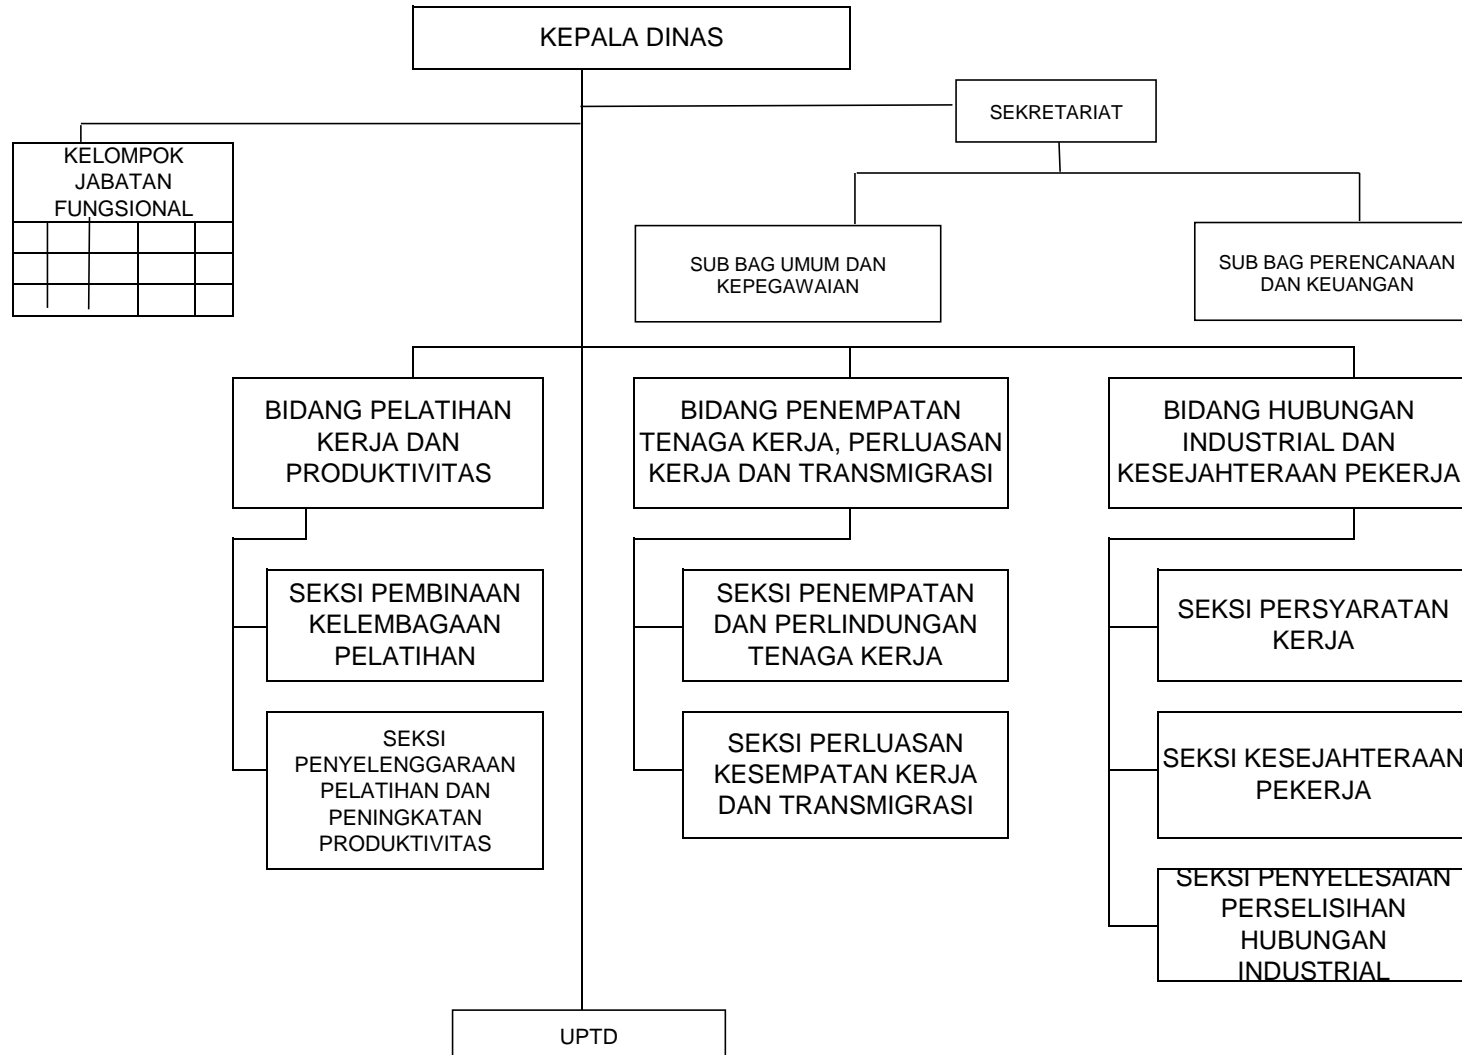 KEPALA DINAS
SEKRETARIAT
KELOMPOK
JABATAN
FUNGSIONAL
SUB BAG UMUM DAN
KEPEGAWAIAN
SUB BAG PERENCANAAN
DAN KEUANGAN
BIDANG PELATIHAN
KERJA DAN
PRODUKTIVITAS
BIDANG PENEMPATAN
TENAGA KERJA, PERLUASAN
KERJA DAN TRANSMIGRASI
BIDANG HUBUNGAN
INDUSTRIAL DAN
KESEJAHTERAAN PEKERJA
SEKSI PEMBINAAN
KELEMBAGAAN
PELATIHAN
SEKSI PENEMPATAN
DAN PERLINDUNGAN
TENAGA KERJA
SEKSI PERSYARATAN
KERJA
SEKSI
PENYELENGGARAAN
PELATIHAN DAN
PENINGKATAN
PRODUKTIVITAS
SEKSI PERLUASAN
KESEMPATAN KERJA
DAN TRANSMIGRASI
SEKSI KESEJAHTERAAN
PEKERJA
SEKSI PENYELESAIAN
PERSELISIHAN
HUBUNGAN
INDUSTRIAL
UPTD